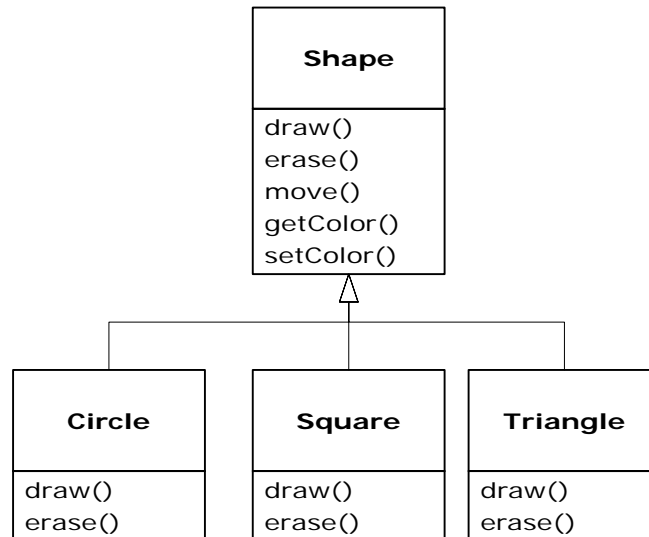 Shape
draw()
erase()
move()
getColor()
setColor()
Circle
draw()
erase()
Square
draw()
erase()
Triangle
draw()
erase()